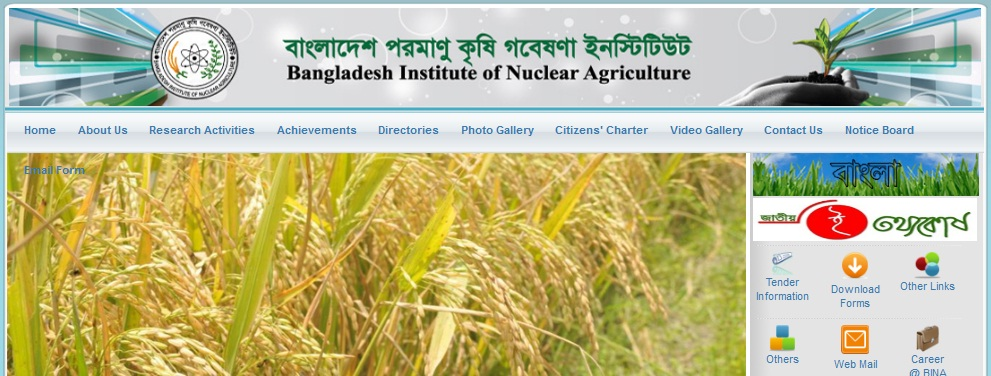 বাংলাদেশ পরমাণু কৃষি গবেষণা ইনস্টিটিউট
Bangladesh Institute of Nuclear Agriculture
Home About Us Research Activities Achievements Directories Photo Gallery Citizens' Charter Video Gallery Contact Us Notice Board
Email Form
বাংলা
জাতীয় ই তথ্যকোষ
Tender
Information
Download
Forms
Other Links
Others
Web Mail
Career
@ BINA